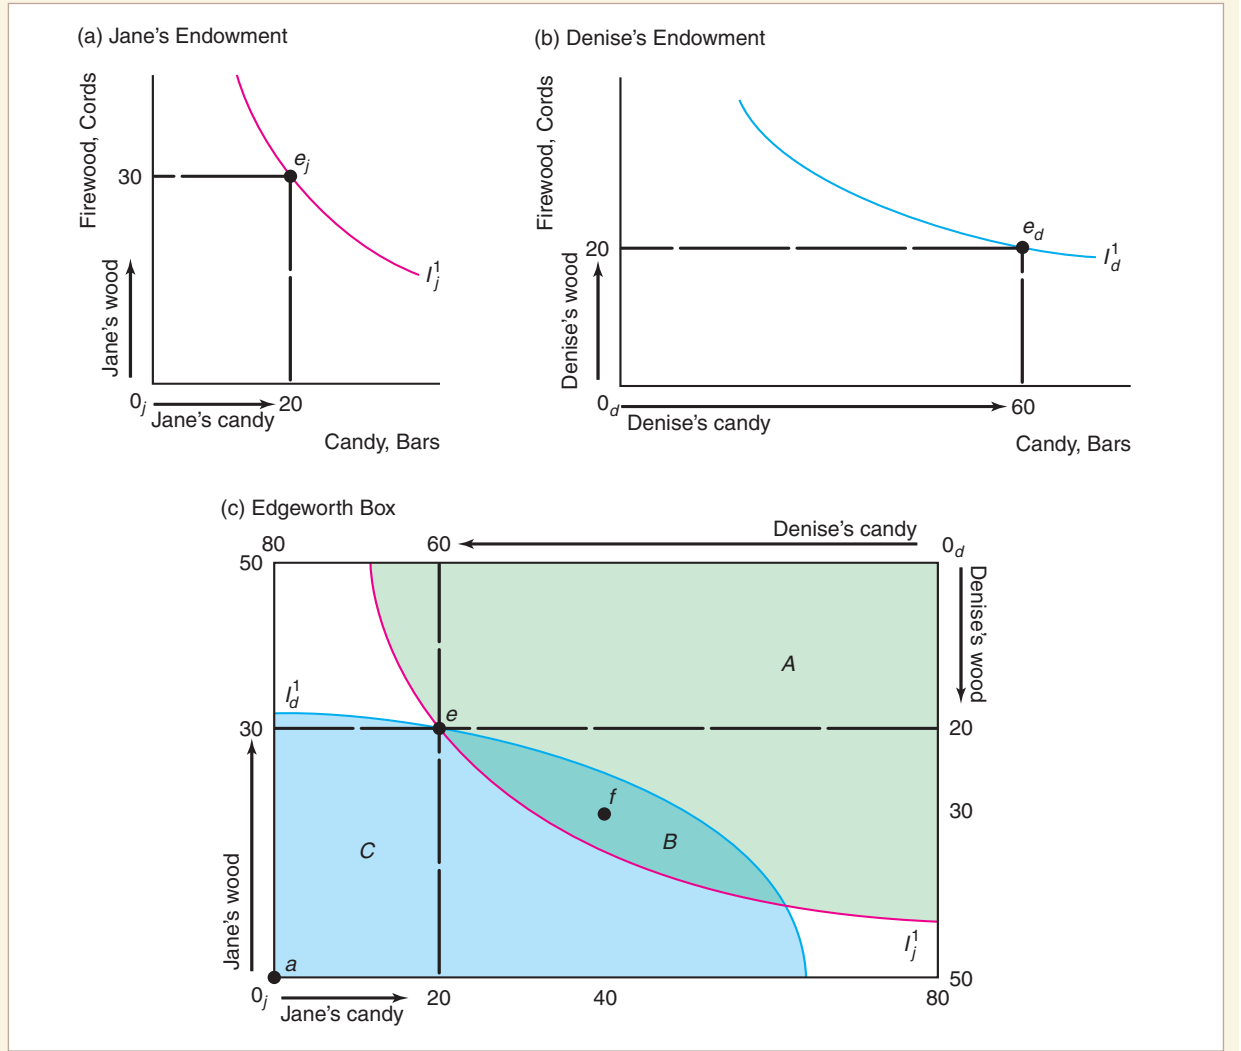 (a) Jane's Endowment
Firewood, Cords
30
e_j
I_j^1
Jane's wood
0_j
20
Jane's candy
Candy, Bars
(b) Denise's Endowment
Firewood, Cords
20
e_d
I_d^1
Denise's wood
0_d
60
Denise's candy
Candy, Bars
(c) Edgeworth Box
Denise's candy
80
60
0_d
50
Denise's wood
A
I_d^1
e
30
20
f
30
B
C
Jane's wood
I_j^1
a
50
0_j
20
40
80
Jane's candy